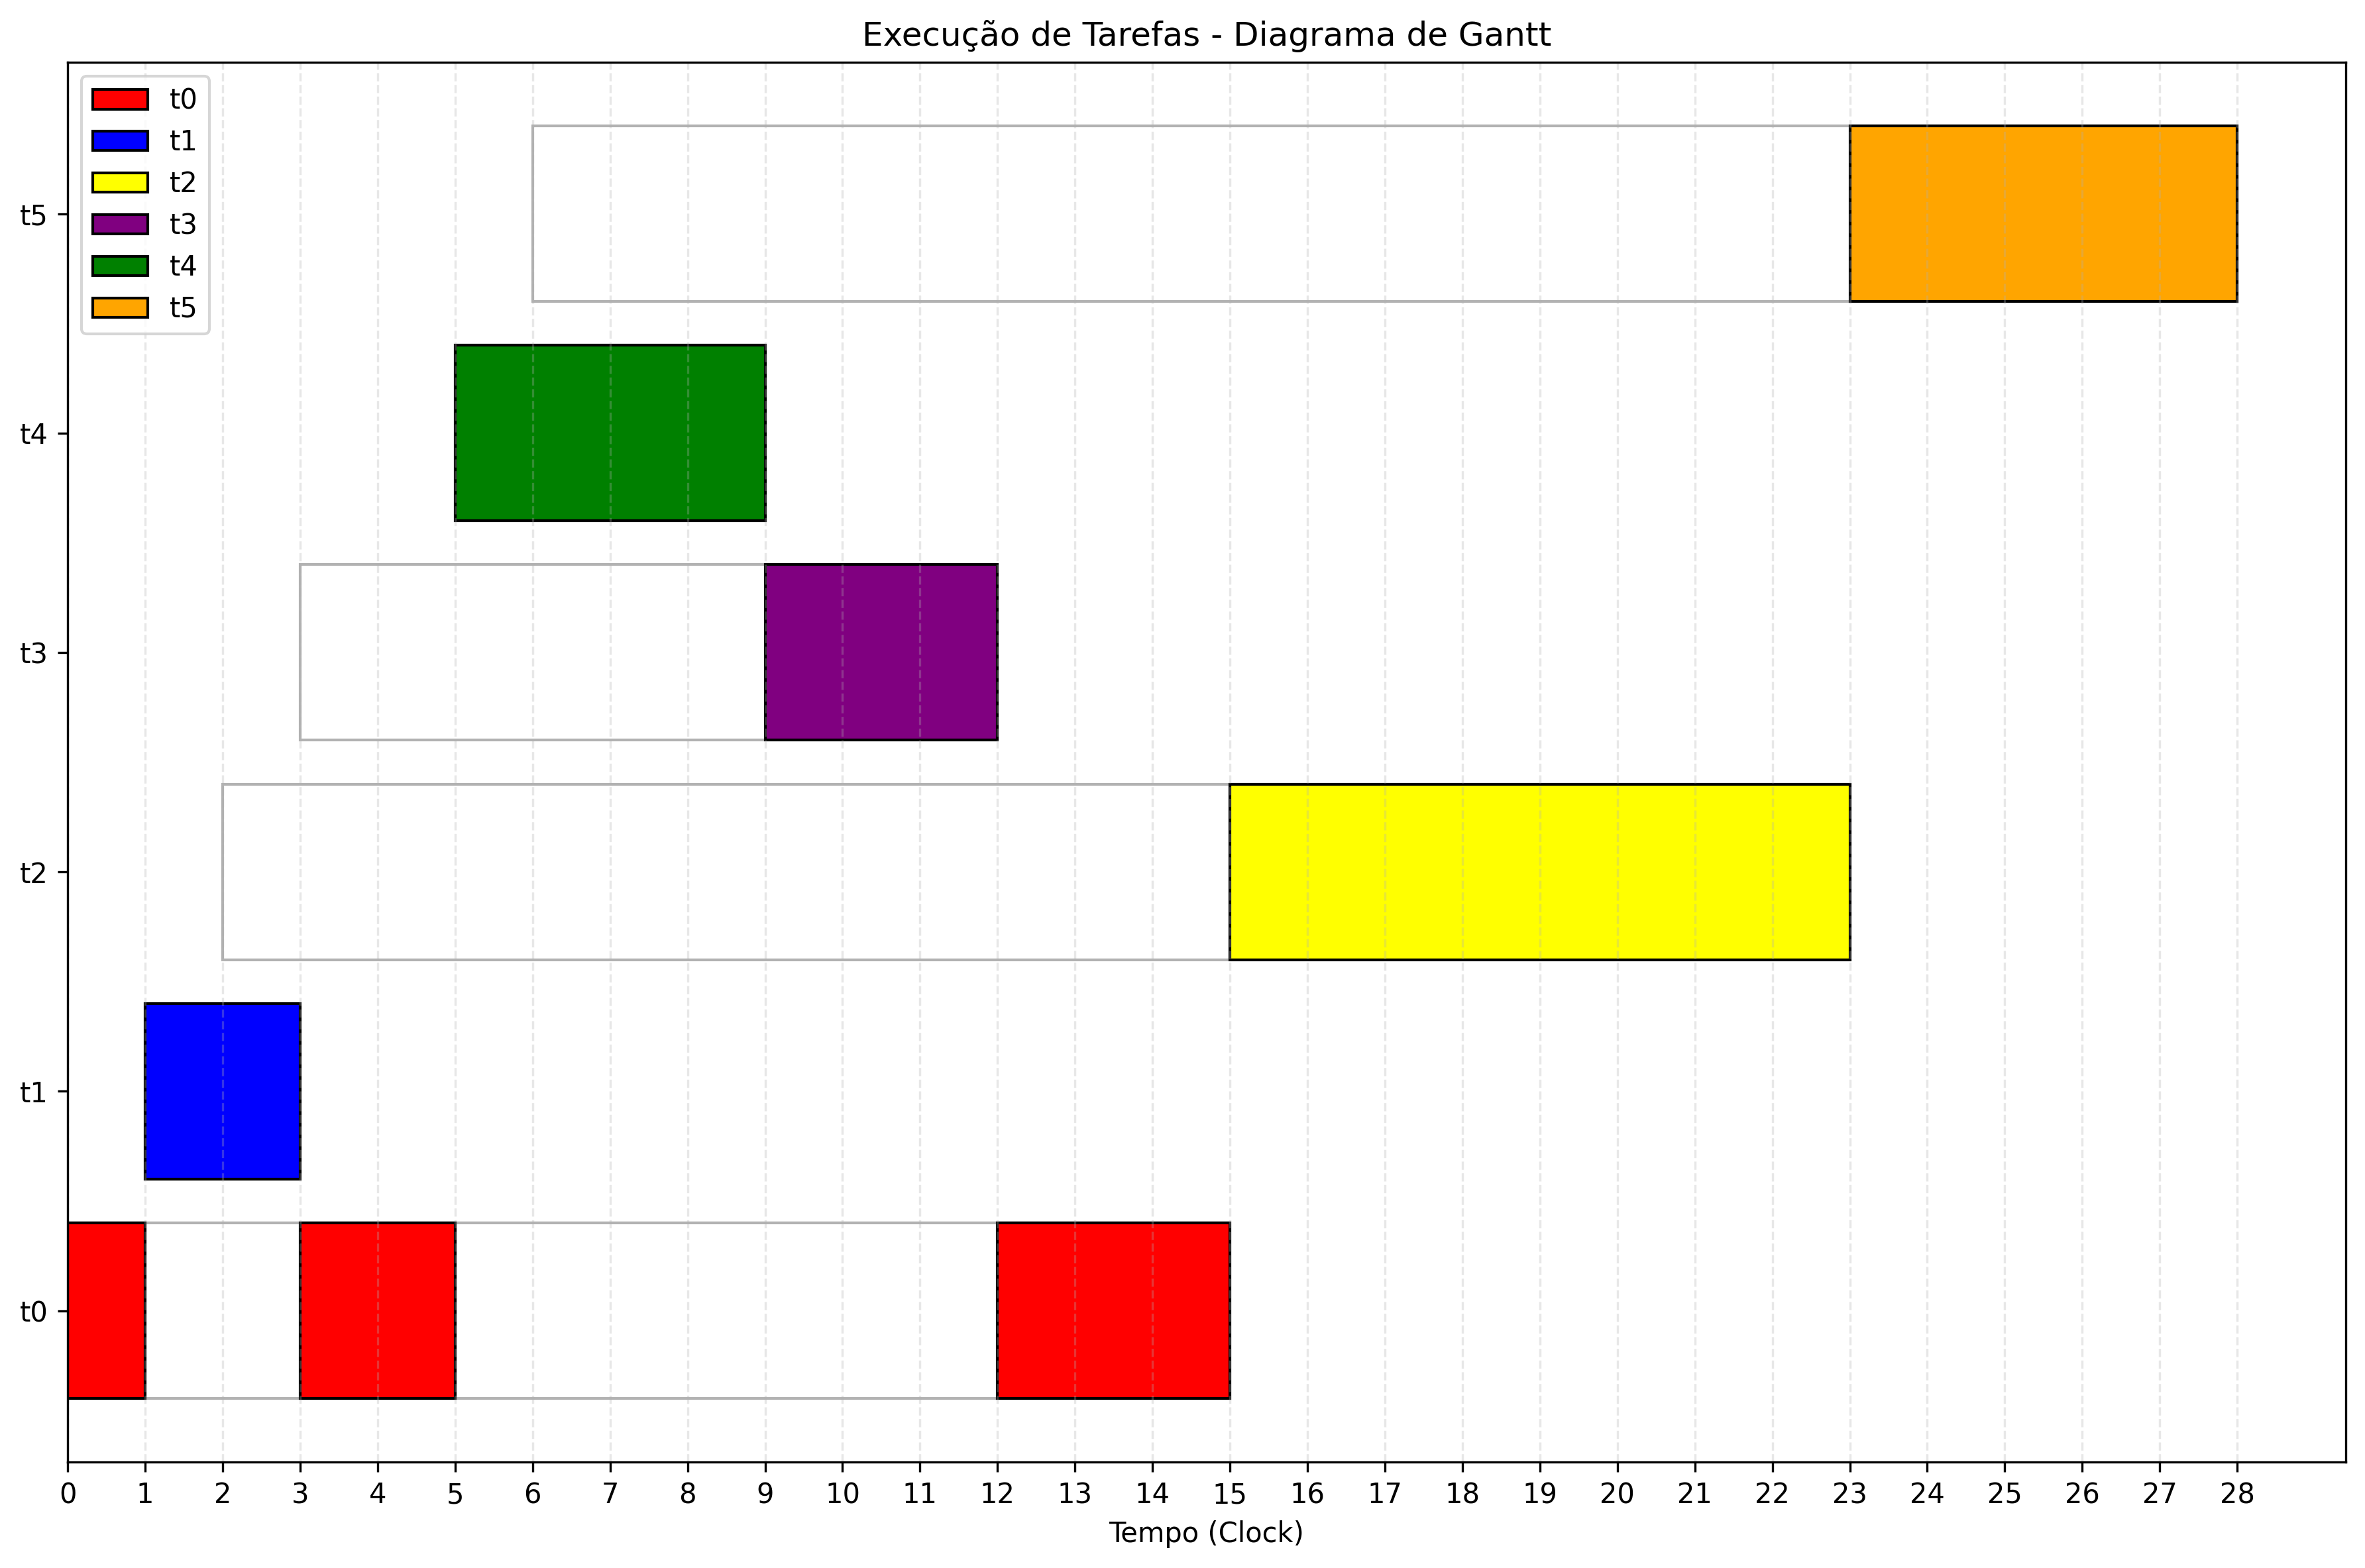 Execução de Tarefas - Diagrama de Gantt
t0
t1
t2
t3
t4
t5
t5
t4
t3
t2
t1
t0
0 1 2 3 4 5 6 7 8 9 10 11 12 13 14 15 16 17 18 19 20 21 22 23 24 25 26 27 28
Tempo (Clock)